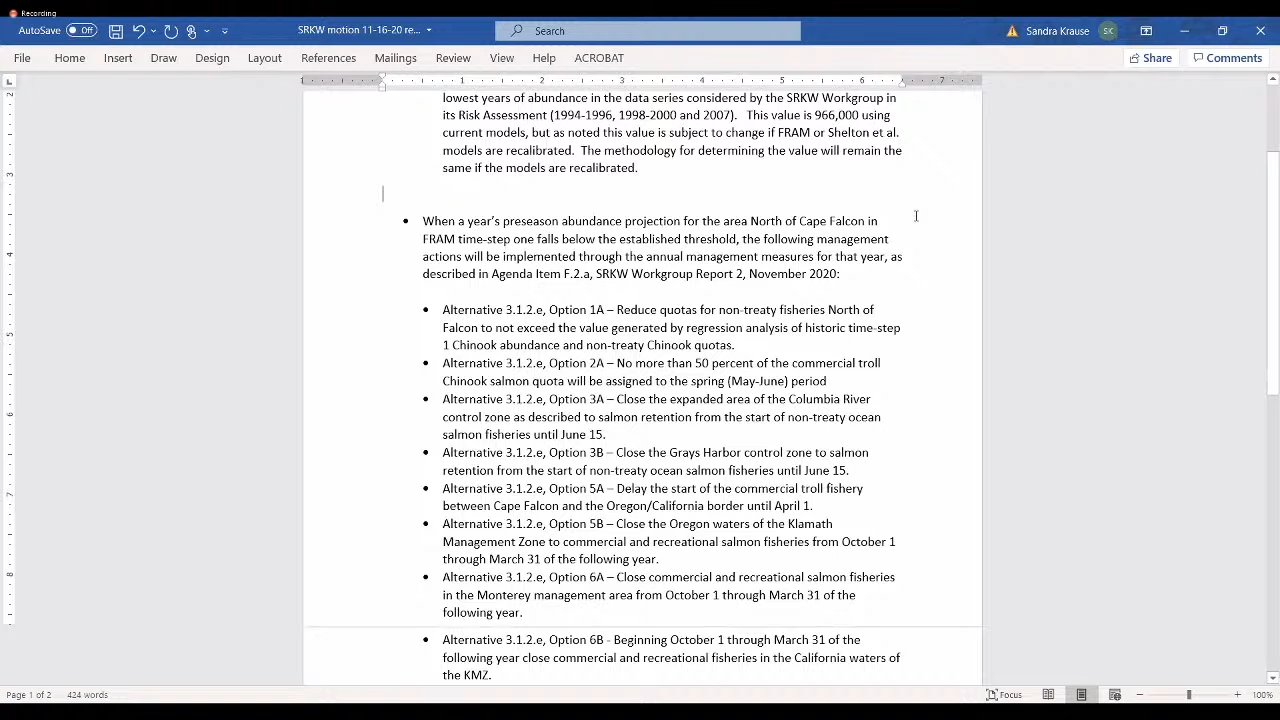 Recording
AutoSave Off SRKW motion 11-16-20 re... Search Sandra Krause SK
File Home Insert Draw Design Layout References Mailings Review View Help ACROBAT Share Comments
1 1 2 3 4 5 6 7
lowest years of abundance in the data series considered by the SRKW Workgroup in
its Risk Assessment (1994-1996, 1998-2000 and 2007). This value is 966,000 using
current models, but as noted this value is subject to change if FRAM or Shelton et al.
models are recalibrated. The methodology for determining the value will remain the
same if the models are recalibrated.
• When a year's preseason abundance projection for the area North of Cape Falcon in
FRAM time-step one falls below the established threshold, the following management
actions will be implemented through the annual management measures for that year, as
described in Agenda Item F.2.a, SRKW Workgroup Report 2, November 2020:
• Alternative 3.1.2.e, Option 1A – Reduce quotas for non-treaty fisheries North of
Falcon to not exceed the value generated by regression analysis of historic time-step
1 Chinook abundance and non-treaty Chinook quotas.
• Alternative 3.1.2.e, Option 2A – No more than 50 percent of the commercial troll
Chinook salmon quota will be assigned to the spring (May-June) period
• Alternative 3.1.2.e, Option 3A – Close the expanded area of the Columbia River
control zone as described to salmon retention from the start of non-treaty ocean
salmon fisheries until June 15.
• Alternative 3.1.2.e, Option 3B – Close the Grays Harbor control zone to salmon
retention from the start of non-treaty ocean salmon fisheries until June 15.
• Alternative 3.1.2.e, Option 5A – Delay the start of the commercial troll fishery
between Cape Falcon and the Oregon/California border until April 1.
• Alternative 3.1.2.e, Option 5B – Close the Oregon waters of the Klamath
Management Zone to commercial and recreational salmon fisheries from October 1
through March 31 of the following year.
• Alternative 3.1.2.e, Option 6A – Close commercial and recreational salmon fisheries
in the Monterey management area from October 1 through March 31 of the
following year.
• Alternative 3.1.2.e, Option 6B - Beginning October 1 through March 31 of the
following year close commercial and recreational fisheries in the California waters of
the KMZ.
2
3
4
5
6
7
8
Page 1 of 2 424 words Focus 100%